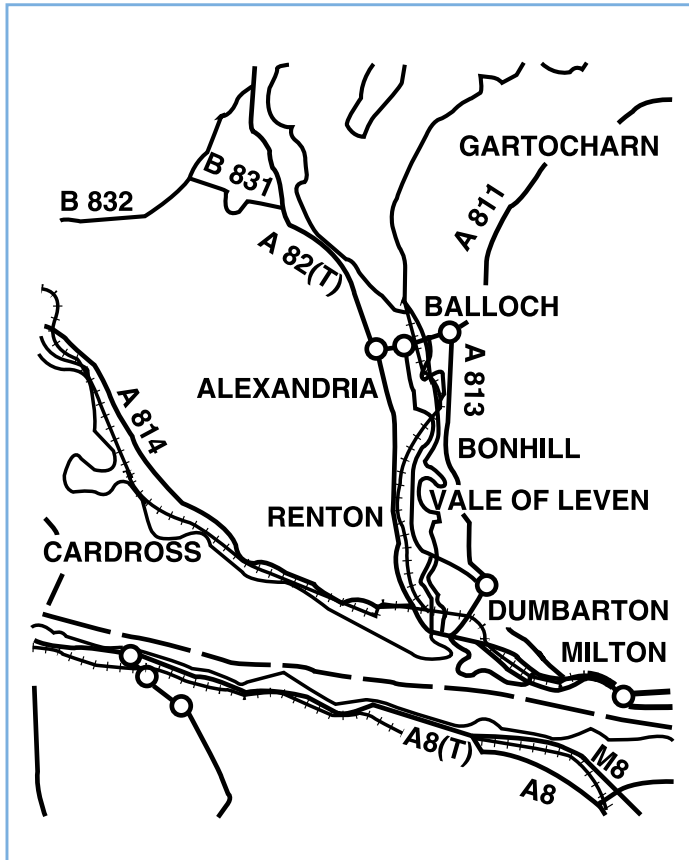 GARTOCHARN
B 831
B 832
A 811
A 82(T)
BALLOCH
ALEXANDRIA
A 813
A 814
BONHILL
VALE OF LEVEN
RENTON
CARDROSS
DUMBARTON
MILTON
A8(T)
M8
A8